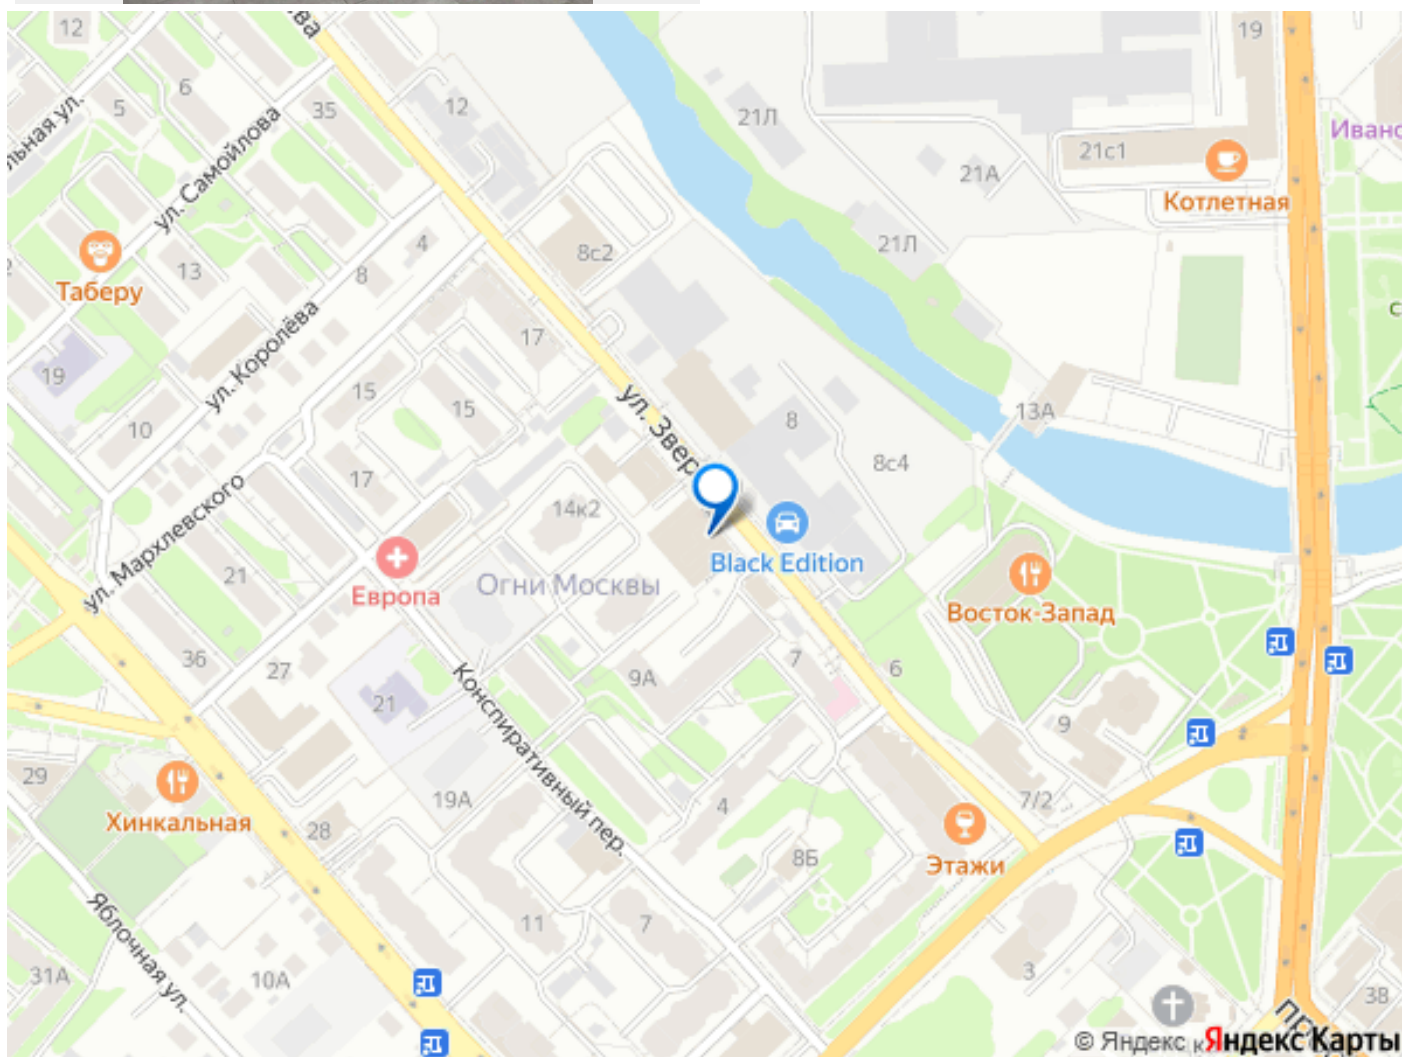 12
19
6
5
35
12
21Л
льная ул.
ул. Самойлова
21с1
Котлетная
21А
13
4
8с2
21Л
Таберу
8
17
ул. Королёва
19
15
15
10
ул. Звер
8
13А
8с4
17
ул. Мархлевского
14к2
Black Edition
21
Европа
Огни Москвы
Восток-Запад
36
27
9А
7
6
21
Конспиративный пер.
9
29
19А
4
7/2
Хинкальная
28
8Б
Этажи
Яблочная ул.
11
7
31А
10А
3
38
© Яндекс
Яндекс Карты